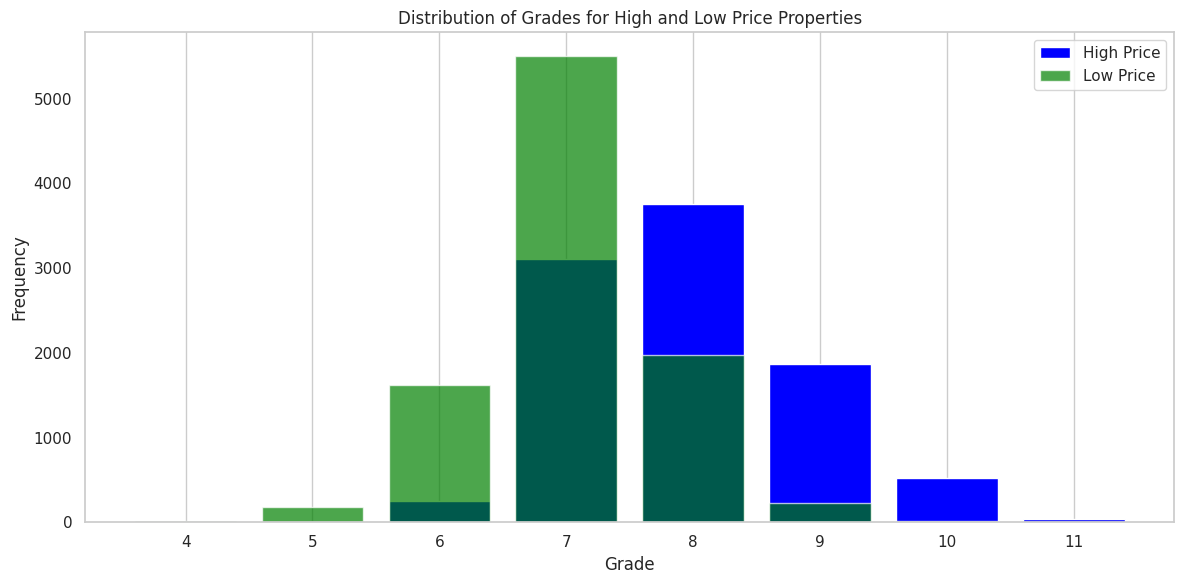 Distribution of Grades for High and Low Price Properties
High Price
Low Price
Frequency
5000
4000
3000
2000
1000
0
4 5 6 7 8 9 10 11
Grade